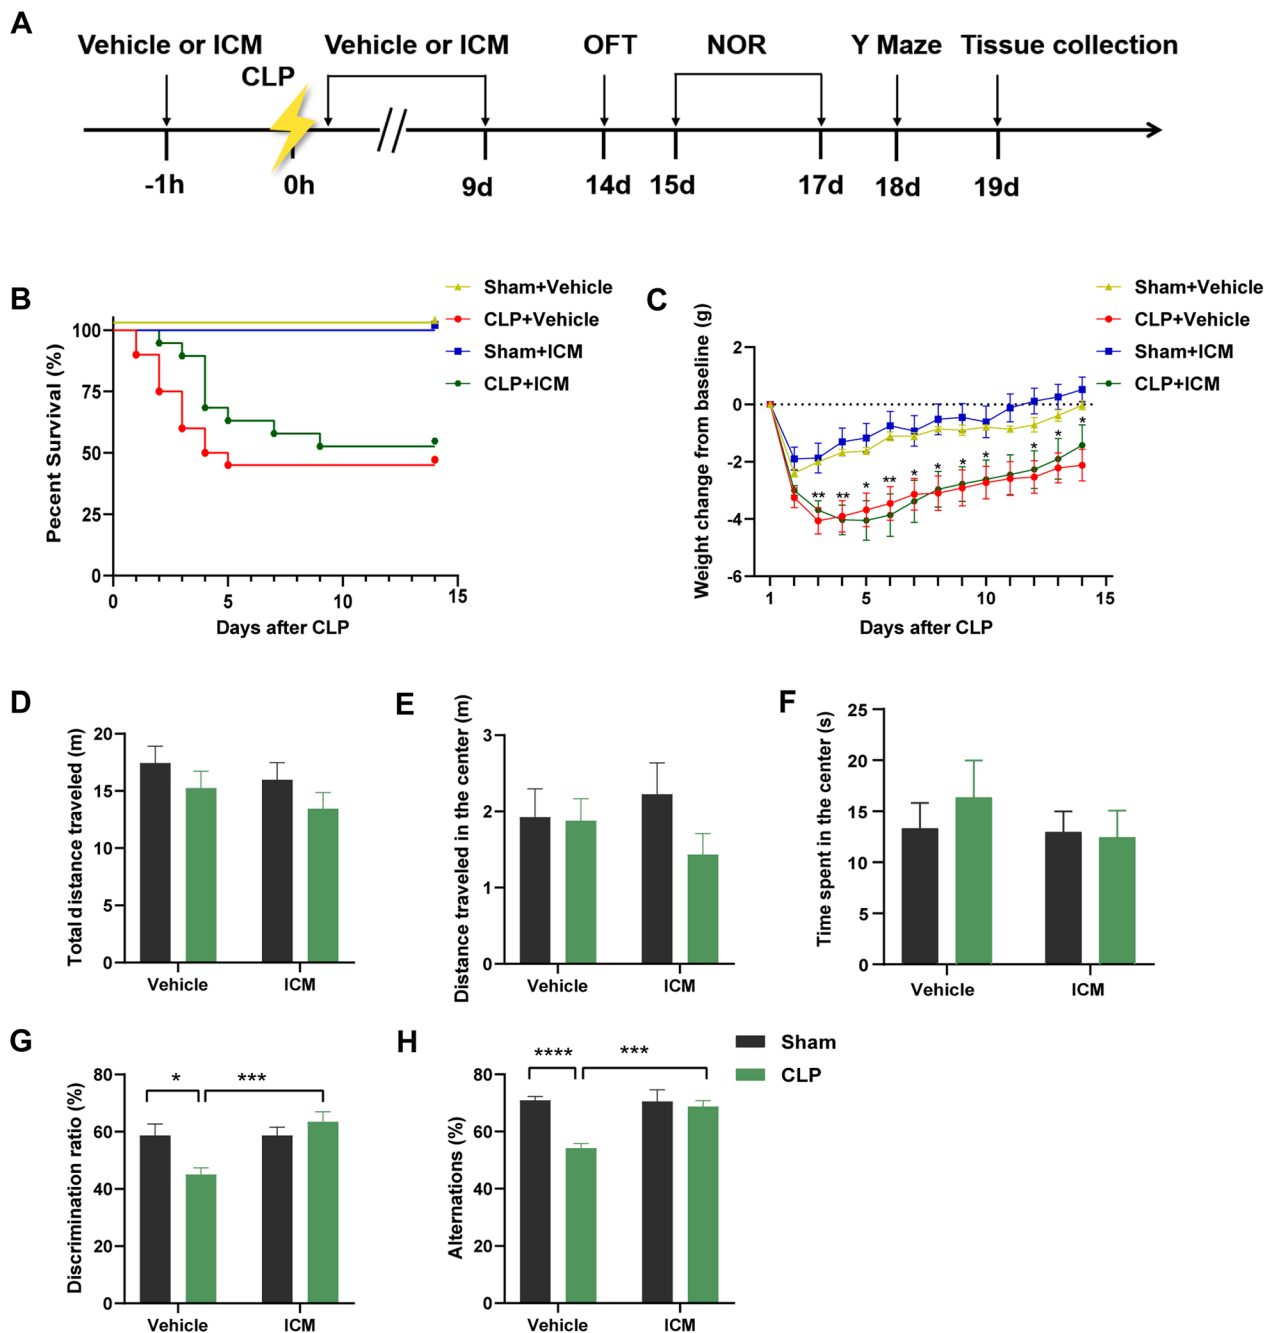 A
Vehicle or ICM
CLP
Vehicle or ICM
OFT
NOR
Y Maze
Tissue collection
-1h
0h
9d
14d
15d
17d
18d
19d
B
Sham+Vehicle
CLP+Vehicle
Sham+ICM
CLP+ICM
Pecent Survival (%)
100
75
50
25
0
0
5
10
15
Days after CLP
C
Sham+Vehicle
CLP+Vehicle
Sham+ICM
CLP+ICM
Weight change from baseline (g)
2
0
-2
-4
-6
** ** * ** * * * * * * *
1
5
10
15
Days after CLP
D
Total distance traveled (m)
20
15
10
5
0
Vehicle
ICM
E
Distance traveled in the center (m)
3
2
1
0
Vehicle
ICM
F
Time spent in the center (s)
25
20
15
10
5
0
Vehicle
ICM
G
Discrimination ratio (%)
80
60
40
20
0
*
***
Vehicle
ICM
H
Alternations (%)
80
60
40
20
0
****
***
Vehicle
ICM
Sham
CLP